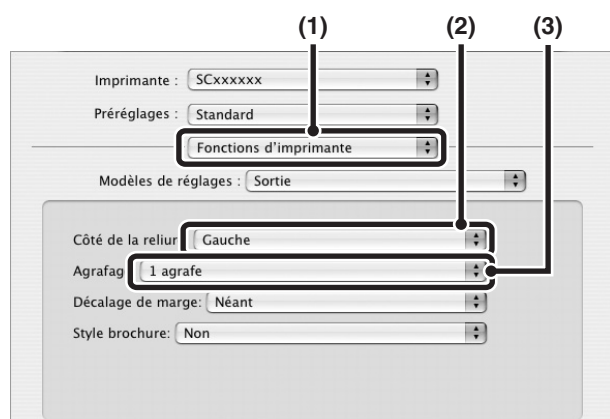 (1) (2) (3)
Imprimante : SCxxxxxx
Préréglages : Standard
Fonctions d'imprimante
Modèles de réglages : Sortie
Côté de la reliur Gauche
Agrafag 1 agrafe
Décalage de marge: Néant
Style brochure: Non